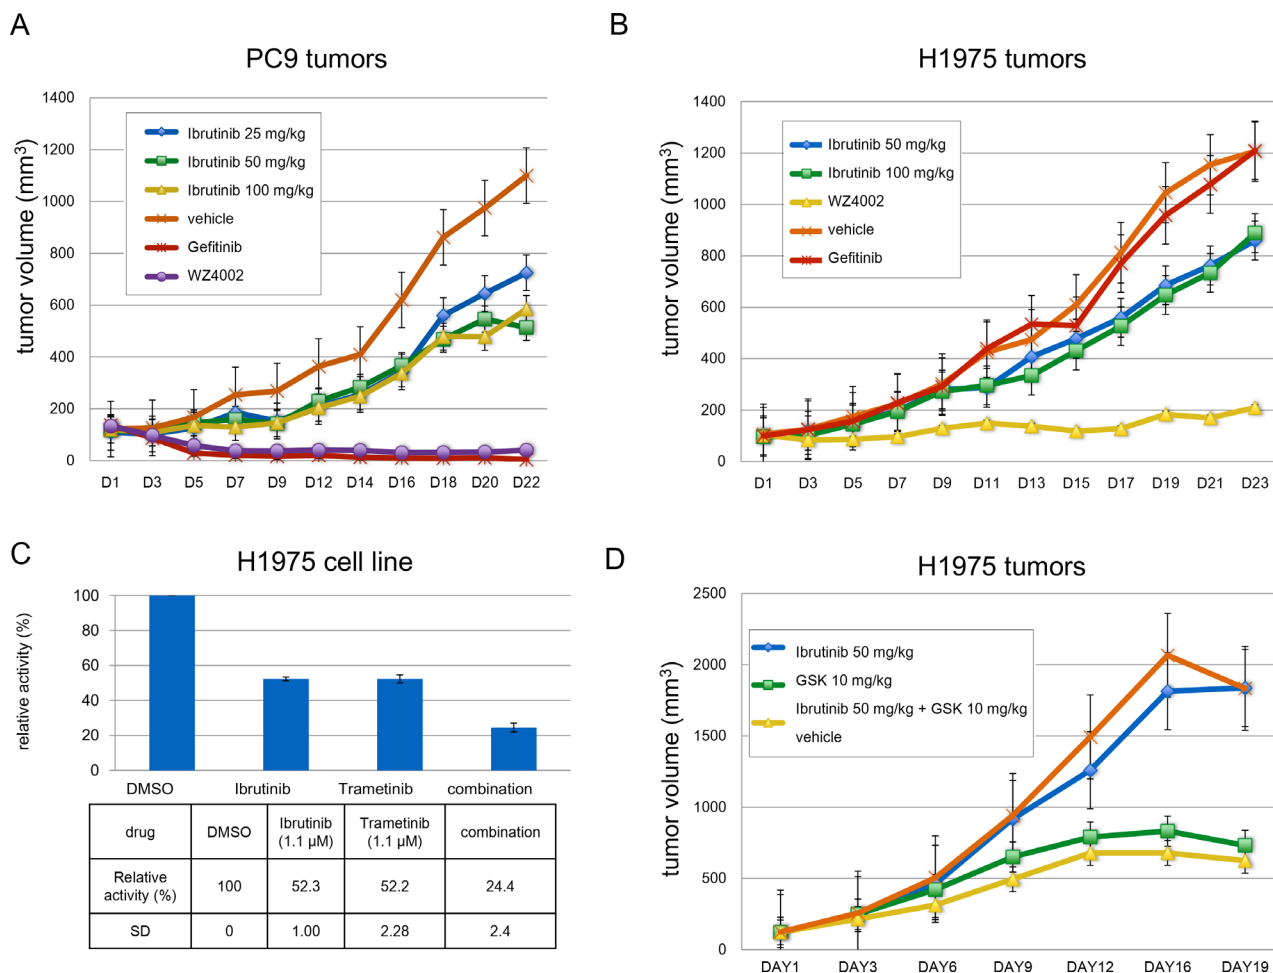 A
PC9 tumors
tumor volume (mm³)
1400
1200
1000
800
600
400
200
0
Ibrutinib 25 mg/kg
Ibrutinib 50 mg/kg
Ibrutinib 100 mg/kg
vehicle
Gefitinib
WZ4002
D1 D3 D5 D7 D9 D12 D14 D16 D18 D20 D22
B
H1975 tumors
tumor volume (mm³)
1400
1200
1000
800
600
400
200
0
Ibrutinib 50 mg/kg
Ibrutinib 100 mg/kg
WZ4002
vehicle
Gefitinib
D1 D3 D5 D7 D9 D11 D13 D15 D17 D19 D21 D23
C
H1975 cell line
relative activity (%)
100
80
60
40
20
0
DMSO Ibrutinib Trametinib combination
drug DMSO Ibrutinib (1.1 µM) Trametinib (1.1 µM) combination
Relative activity (%) 100 52.3 52.2 24.4
SD 0 1.00 2.28 2.4
D
H1975 tumors
tumor volume (mm³)
2500
2000
1500
1000
500
0
Ibrutinib 50 mg/kg
GSK 10 mg/kg
Ibrutinib 50 mg/kg + GSK 10 mg/kg
vehicle
DAY1 DAY3 DAY6 DAY9 DAY12 DAY16 DAY19